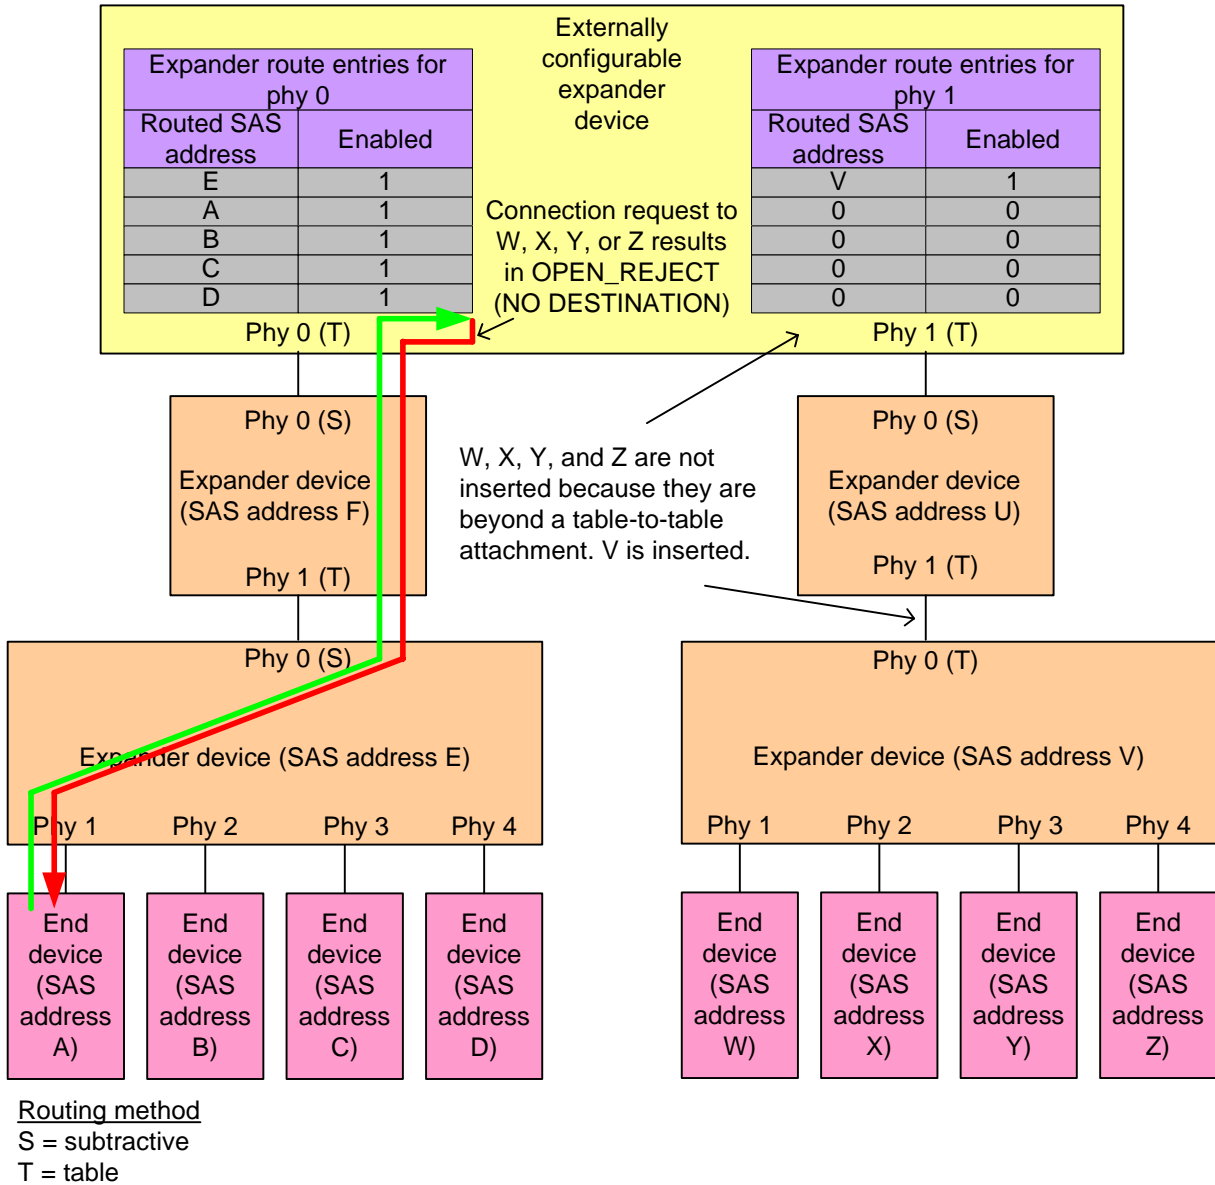 Externally
configurable
expander
device
Expander route entries for
phy 0
Routed SAS
address
Enabled
E 1
A 1
B 1
C 1
D 1
Expander route entries for
phy 1
Routed SAS
address
Enabled
V 1
0 0
0 0
0 0
0 0
Connection request to
W, X, Y, or Z results
in OPEN_REJECT
(NO DESTINATION)
Phy 0 (T)
Phy 1 (T)
Phy 0 (S)
Expander device
(SAS address F)
Phy 1 (T)
W, X, Y, and Z are not
inserted because they are
beyond a table-to-table
attachment. V is inserted.
Phy 0 (S)
Expander device
(SAS address U)
Phy 1 (T)
Phy 0 (S)
Expander device (SAS address E)
Phy 1 Phy 2 Phy 3 Phy 4
Phy 0 (T)
Expander device (SAS address V)
Phy 1 Phy 2 Phy 3 Phy 4
End
device
(SAS
address
A)
End
device
(SAS
address
B)
End
device
(SAS
address
C)
End
device
(SAS
address
D)
End
device
(SAS
address
W)
End
device
(SAS
address
X)
End
device
(SAS
address
Y)
End
device
(SAS
address
Z)
Routing method
S = subtractive
T = table